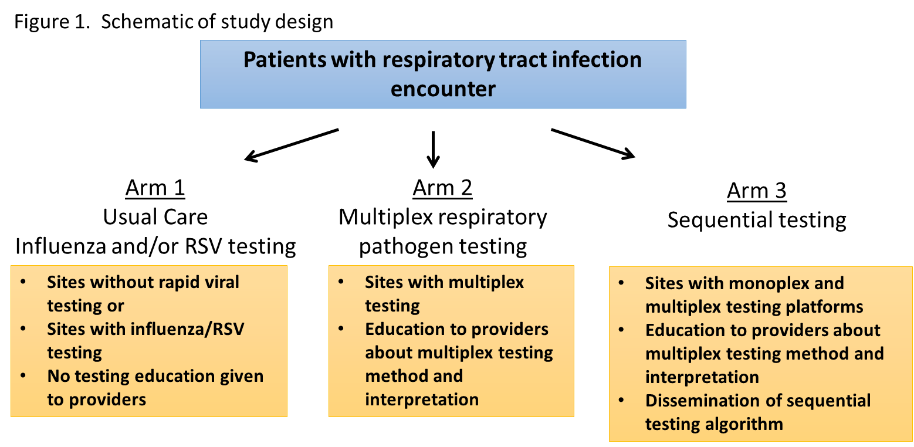 Figure 1.  Schematic of study design
Patients with respiratory tract infection
encounter
Arm 1
Usual Care
Influenza and/or RSV testing
• Sites without rapid viral
testing or
• Sites with influenza/RSV
testing
• No testing education given
to providers
Arm 2
Multiplex respiratory
pathogen testing
• Sites with multiplex
testing
• Education to providers
about multiplex testing
method and
interpretation
Arm 3
Sequential testing
• Sites with monoplex and
multiplex testing platforms
• Education to providers about
multiplex testing method and
interpretation
• Dissemination of sequential
testing algorithm